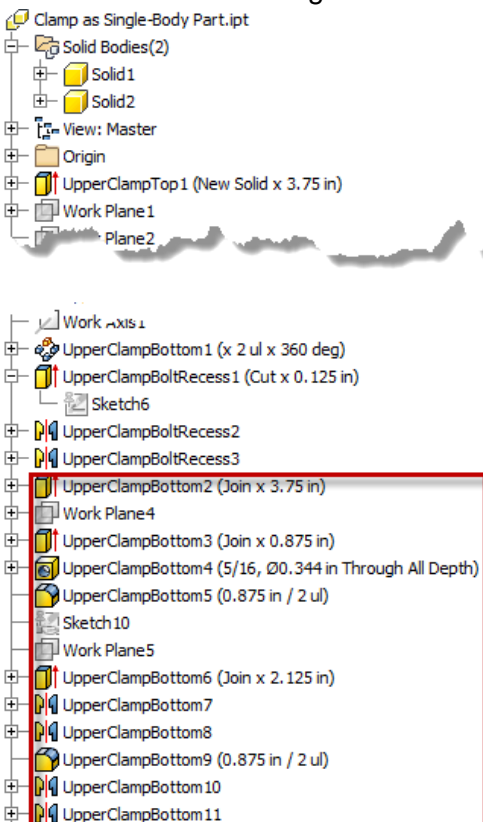 Clamp as Single-Body Part.ipt
Solid Bodies(2)
Solid1
Solid2
View: Master
Origin
UpperClampTop1 (New Solid x 3.75 in)
Work Plane1
Plane2
Work Axis1
UpperClampBottom1 (x 2 ul x 360 deg)
UpperClampBoltRecess1 (Cut x 0.125 in)
Sketch6
UpperClampBoltRecess2
UpperClampBoltRecess3
UpperClampBottom2 (Join x 3.75 in)
Work Plane4
UpperClampBottom3 (Join x 0.875 in)
UpperClampBottom4 (5/16, Ø0.344 in Through All Depth)
UpperClampBottom5 (0.875 in / 2 ul)
Sketch10
Work Plane5
UpperClampBottom6 (Join x 2.125 in)
UpperClampBottom7
UpperClampBottom8
UpperClampBottom9 (0.875 in / 2 ul)
UpperClampBottom10
UpperClampBottom11